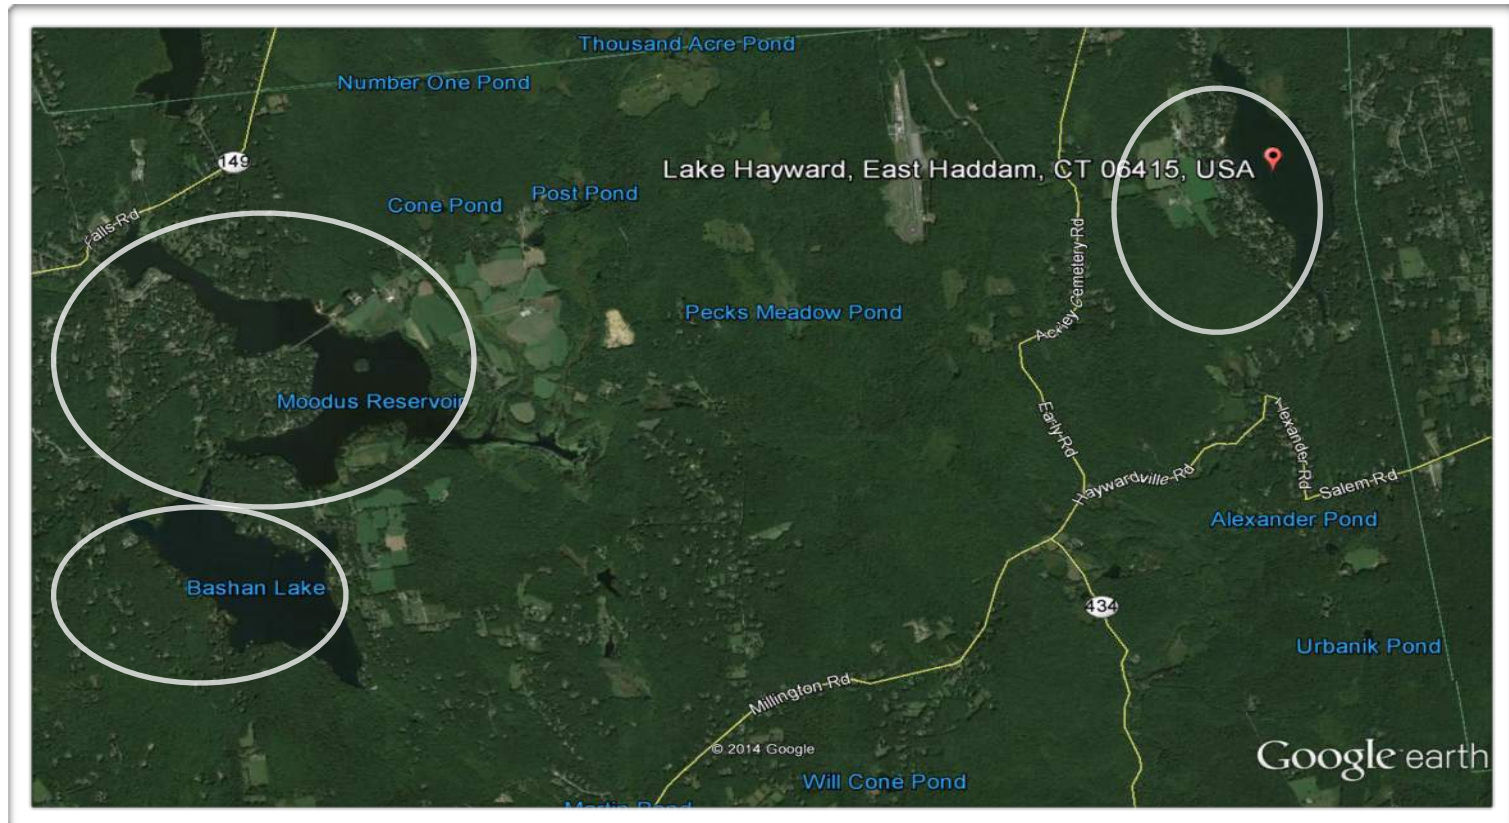 Thousand Acre Pond
Number One Pond
149
Lake Hayward, East Haddam, CT 06415, USA
Post Pond
Cone Pond
Falls Rd
Ackley Cemetery Rd
Pecks Meadow Pond
Moodus Reservoir
Early Rd
Alexander Rd
Haywardville Rd
Salem Rd
Alexander Pond
Bashan Lake
434
Urbanik Pond
Millington Rd
© 2014 Google
Google earth
Will Cone Pond
Martin Pond